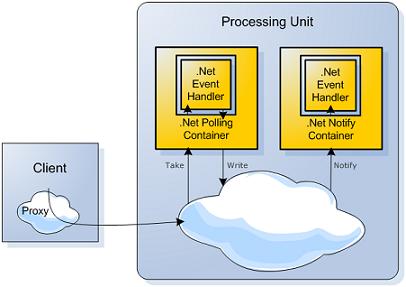 Processing Unit
.Net
Event
Handler
.Net Polling
Container
.Net
Event
Handler
.Net Notify
Container
Take
Write
Notify
Client
Proxy